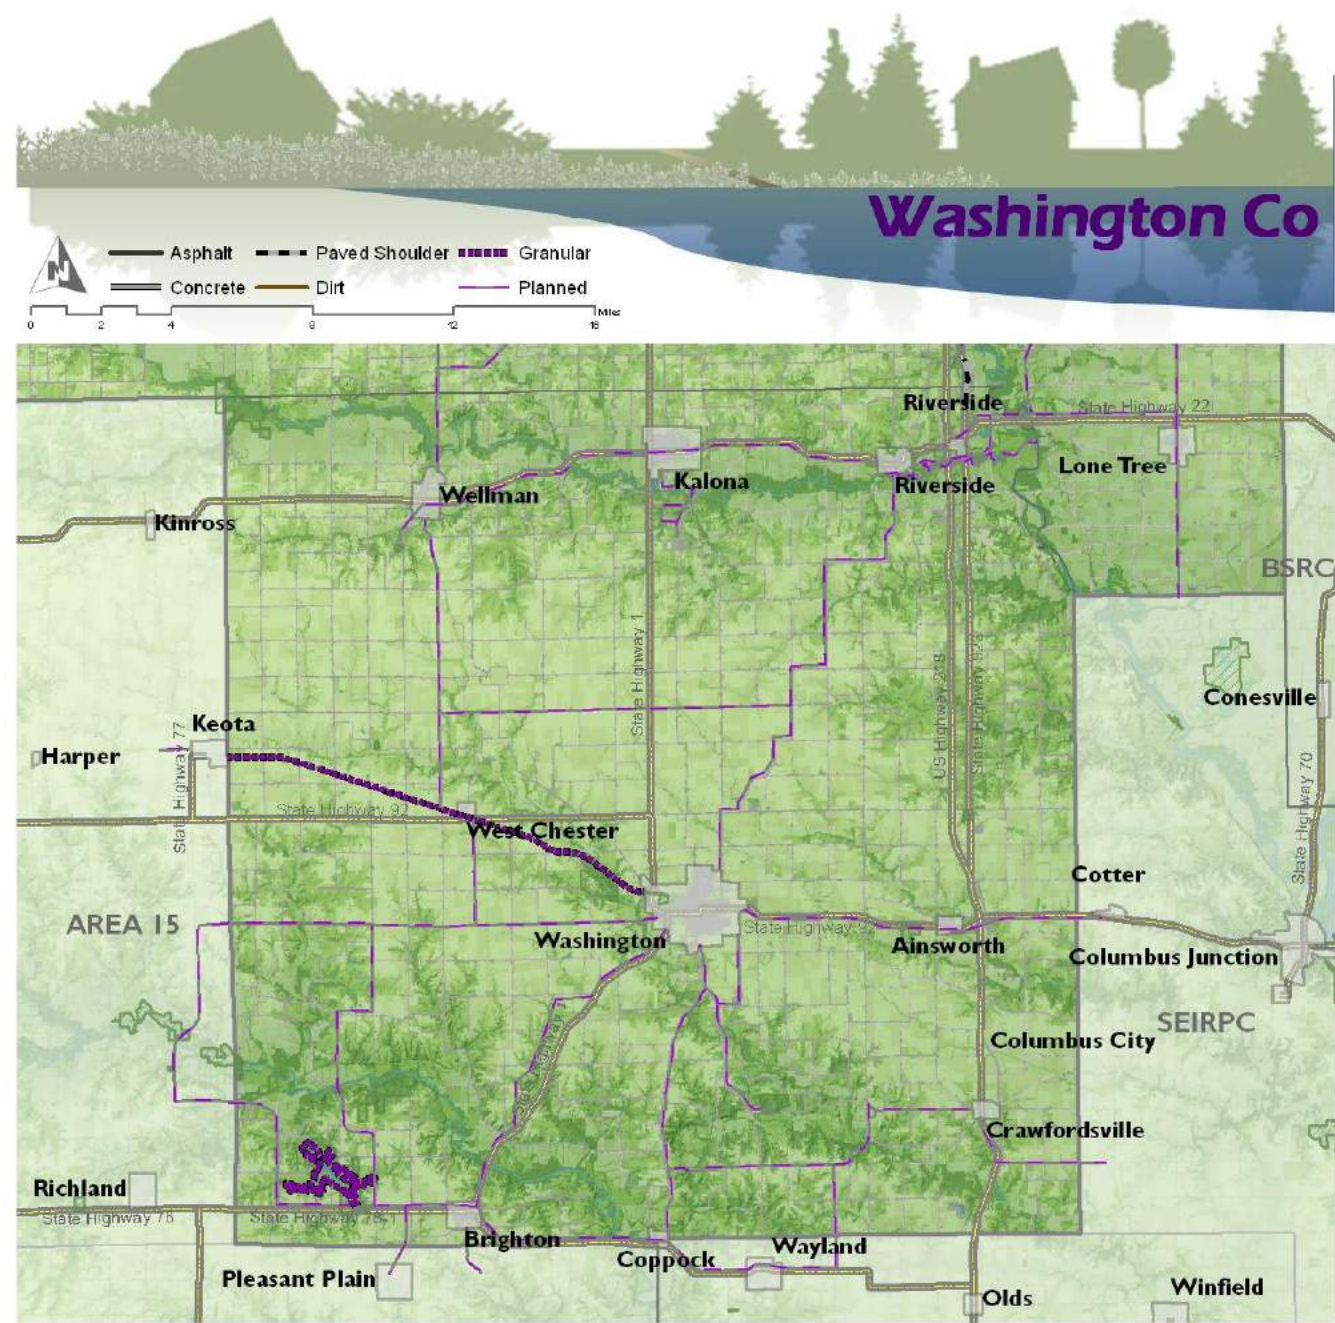 Washington Co
N
Asphalt Paved Shoulder Granular
Concrete Dirt Planned
0 2 4 8 12 16 Miles
Riverside
State Highway 22
Lone Tree
Kalona
Riverside
Wellman
Kinross
BSRC
State Highway 1
US Highway 218
Conesville
Keota
State Highway 77
Harper
State Highway 92
State Highway 70
West Chester
Cotter
AREA 15
State Highway 92
Washington
Ainsworth
Columbus Junction
SEIRPC
Columbus City
Crawfordsville
Richland
State Highway 78
State Highway 78-1
Brighton
Coppock
Wayland
Pleasant Plain
Olds
Winfield